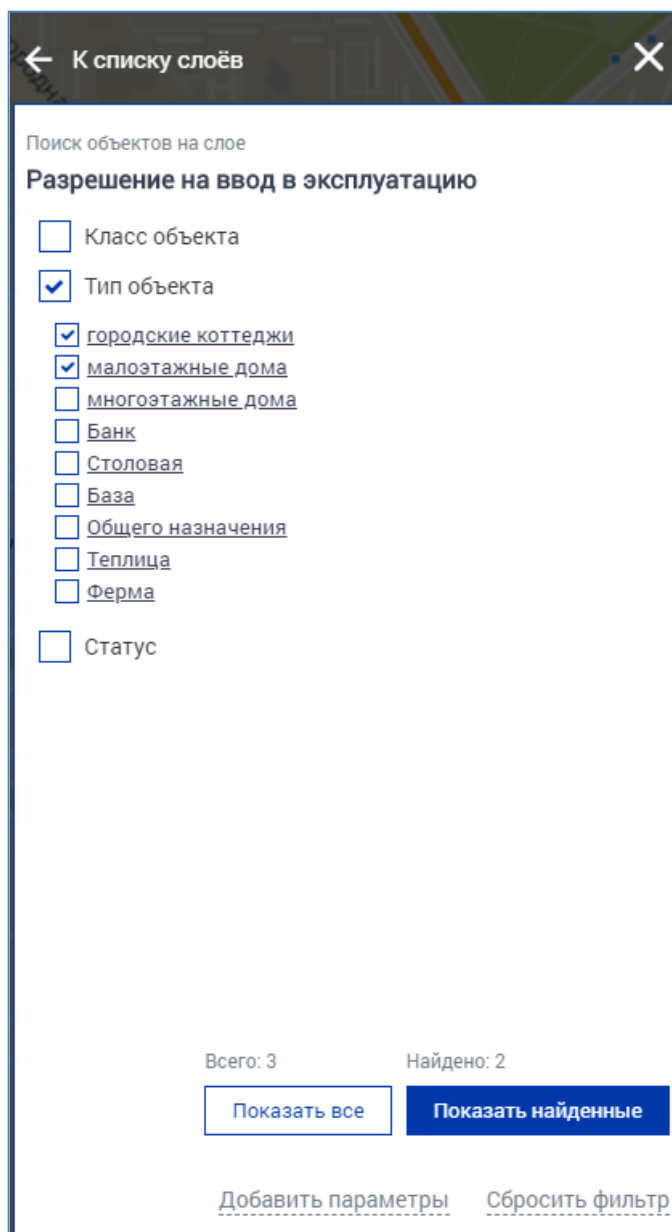 К списку слоёв
Поиск объектов на слое
Разрешение на ввод в эксплуатацию
Класс объекта
Тип объекта
городские коттеджи
малоэтажные дома
многоэтажные дома
Банк
Столовая
База
Общего назначения
Теплица
Ферма
Статус
Всего: 3 Найдено: 2
Показать все Показать найденные
Добавить параметры Сбросить фильтр